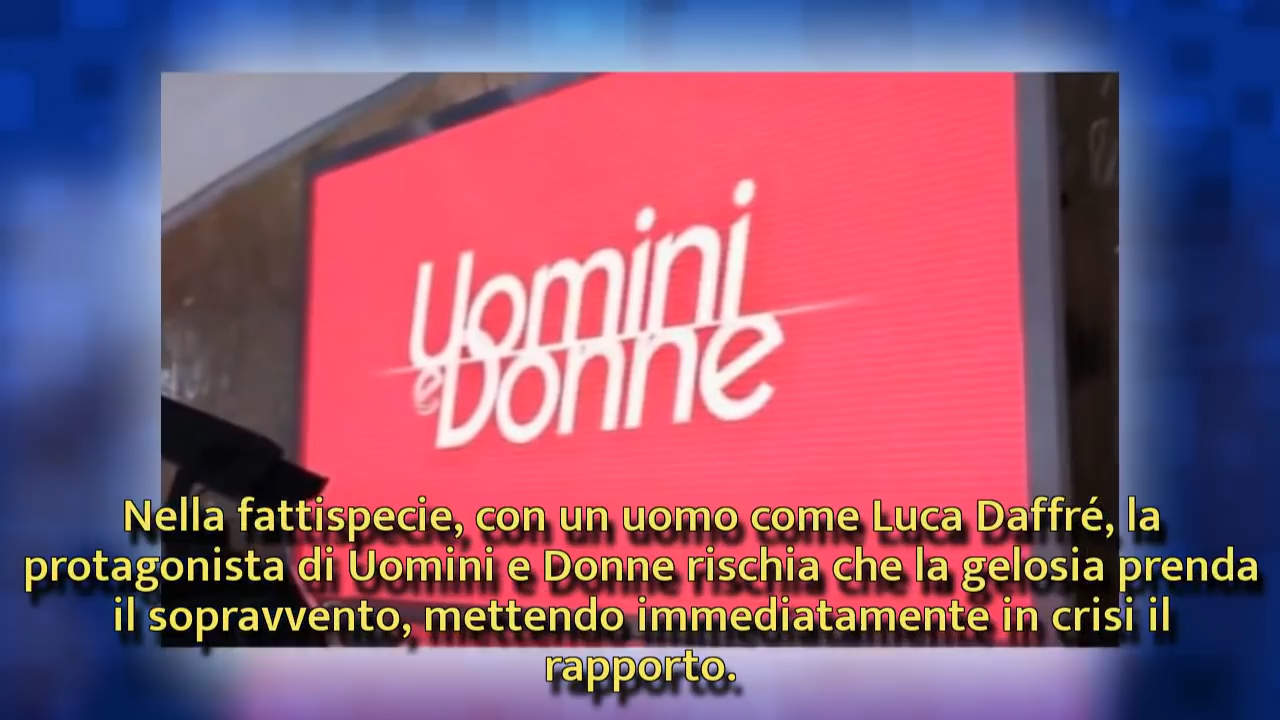 Uomini
e Donne
Nella fattispecie, con un uomo come Luca Daffré, la
protagonista di Uomini e Donne rischia che la gelosia prenda
il sopravvento, mettendo immediatamente in crisi il
rapporto.